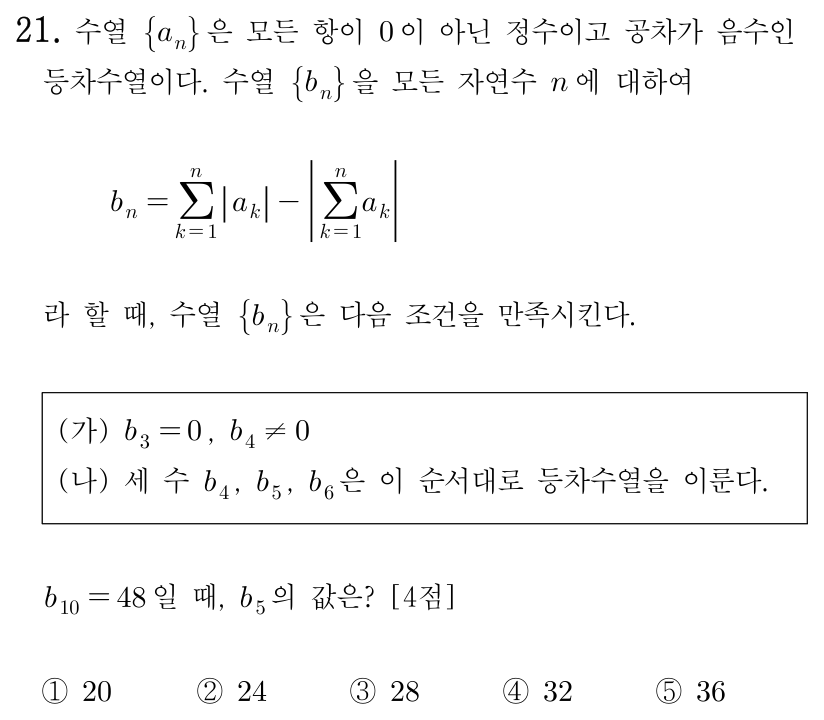 21. 수열 {aₙ}은 모든 항이 0이 아닌 정수이고 공차가 음수인
등차수열이다. 수열 {bₙ}을 모든 자연수 n에 대하여
bₙ = ∑_{k=1}^{n} |aₖ| − |∑_{k=1}^{n} aₖ|
라 할 때, 수열 {bₙ}은 다음 조건을 만족시킨다.
(가) b₃ = 0, b₄ ≠ 0
(나) 세 수 b₄, b₅, b₆은 이 순서대로 등차수열을 이룬다.
b₁₀ = 48일 때, b₅의 값은? [4점]
① 20 ② 24 ③ 28 ④ 32 ⑤ 36